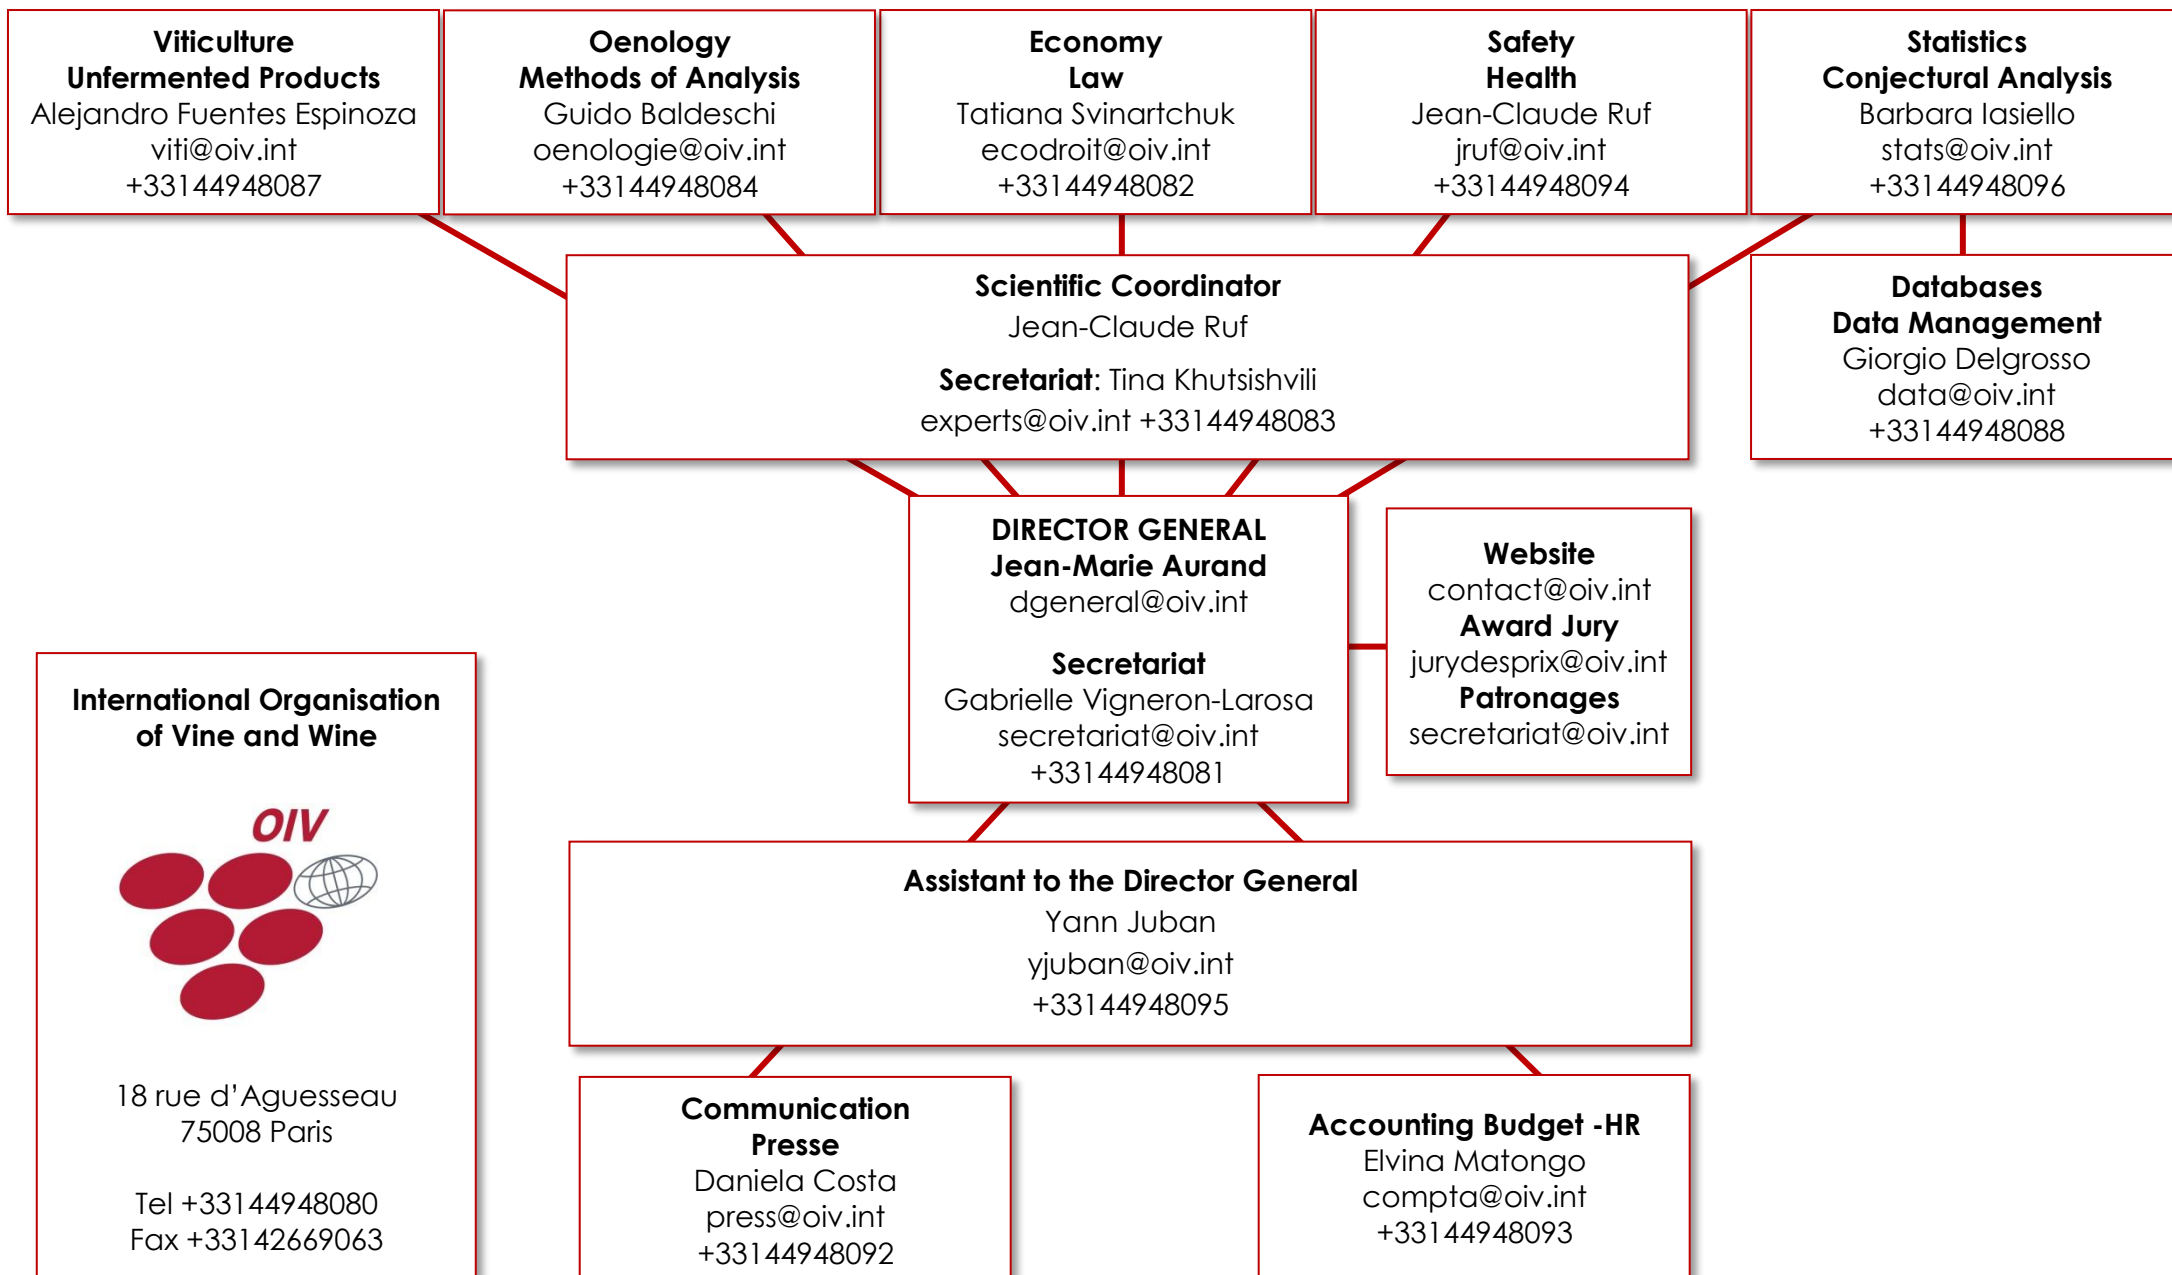 Viticulture
Unfermented Products
Alejandro Fuentes Espinoza
viti@oiv.int
+33144948087
Oenology
Methods of Analysis
Guido Baldeschi
oenologie@oiv.int
+33144948084
Economy
Law
Tatiana Svinartchuk
ecodroit@oiv.int
+33144948082
Safety
Health
Jean-Claude Ruf
jruf@oiv.int
+33144948094
Statistics
Conjectural Analysis
Barbara Iasiello
stats@oiv.int
+33144948096
Scientific Coordinator
Jean-Claude Ruf
Secretariat: Tina Khutsishvili
experts@oiv.int +33144948083
Databases
Data Management
Giorgio Delgrosso
data@oiv.int
+33144948088
DIRECTOR GENERAL
Jean-Marie Aurand
dgeneral@oiv.int
Secretariat
Gabrielle Vigneron-Larosa
secretariat@oiv.int
+33144948081
Website
contact@oiv.int
Award Jury
jurydesprix@oiv.int
Patronages
secretariat@oiv.int
International Organisation
of Vine and Wine
OIV
18 rue d’Aguesseau
75008 Paris
Tel +33144948080
Fax +33142669063
Assistant to the Director General
Yann Juban
yjuban@oiv.int
+33144948095
Communication
Presse
Daniela Costa
press@oiv.int
+33144948092
Accounting Budget -HR
Elvina Matongo
compta@oiv.int
+33144948093